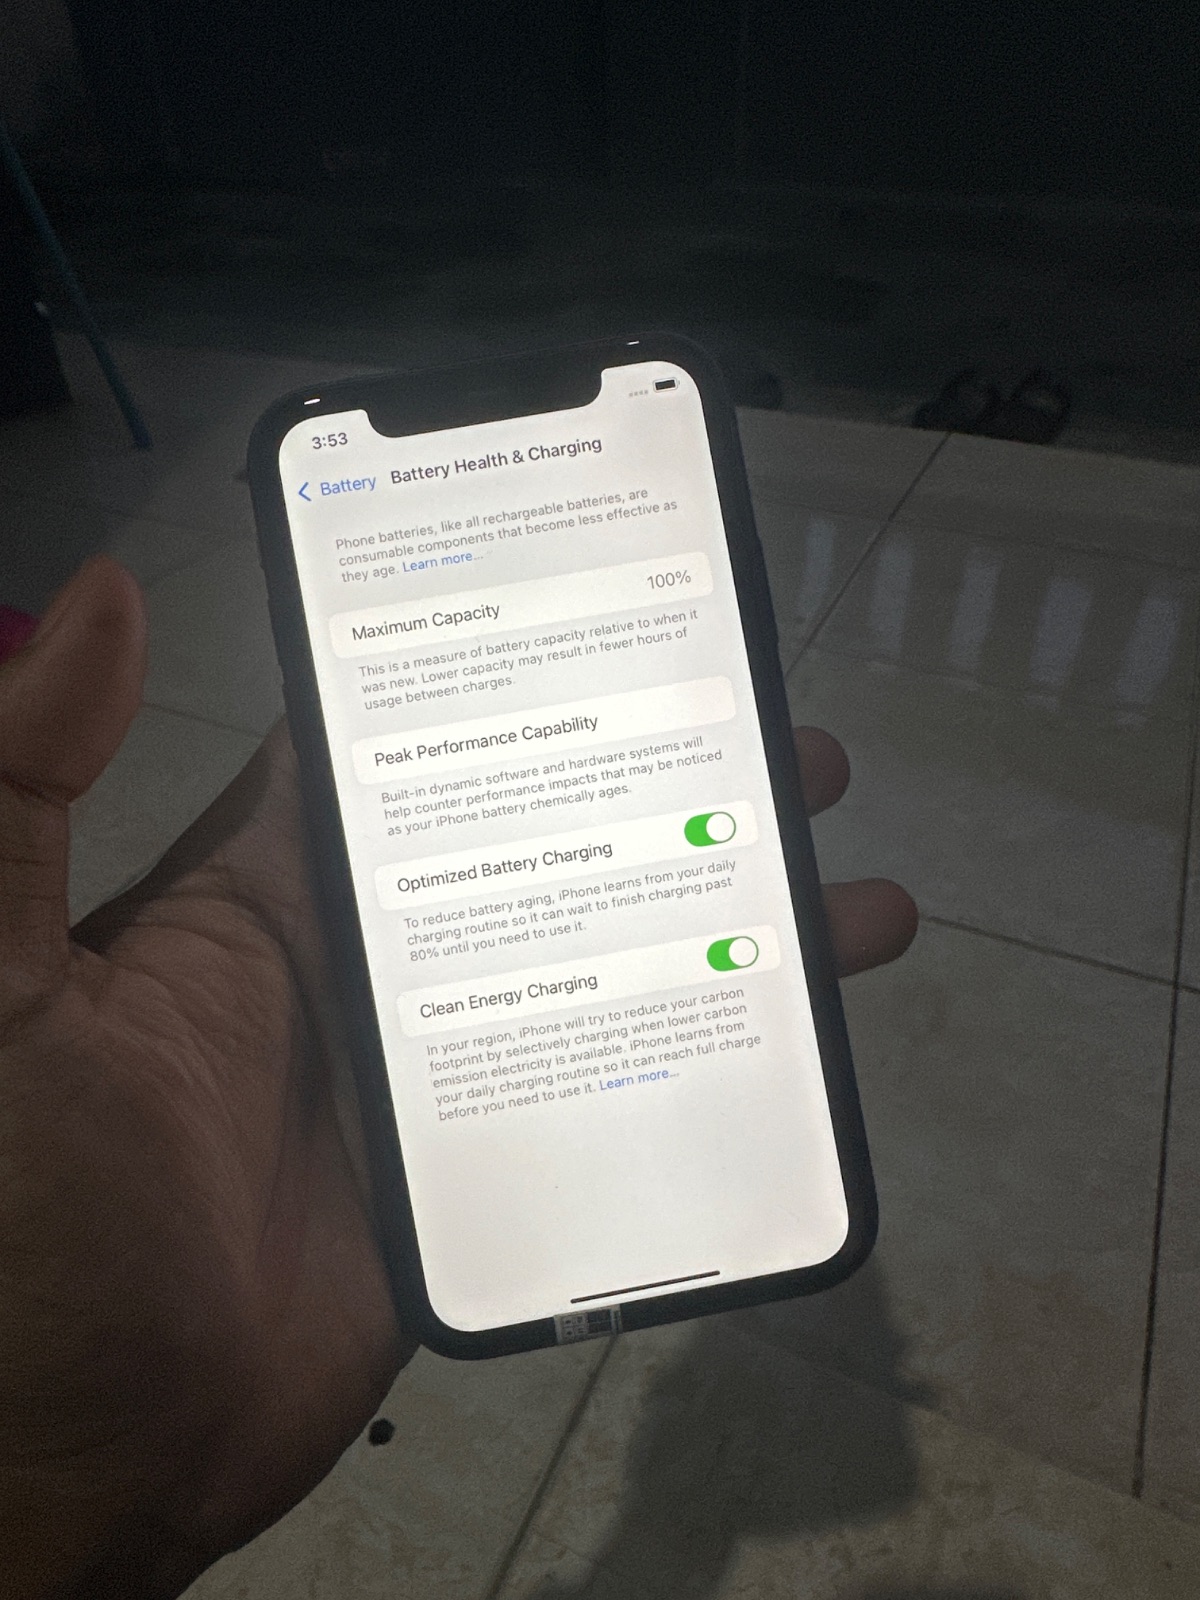 3:53
Battery
Battery Health & Charging
Phone batteries, like all rechargeable batteries, are
consumable components that become less effective as
they age. Learn more...
Maximum Capacity 100%
This is a measure of battery capacity relative to when it
was new. Lower capacity may result in fewer hours of
usage between charges.
Peak Performance Capability
Built-in dynamic software and hardware systems will
help counter performance impacts that may be noticed
as your iPhone battery chemically ages.
Optimized Battery Charging
To reduce battery aging, iPhone learns from your daily
charging routine so it can wait to finish charging past
80% until you need to use it.
Clean Energy Charging
In your region, iPhone will try to reduce your carbon
footprint by selectively charging when lower carbon
emission electricity is available. iPhone learns from
your daily charging routine so it can reach full charge
before you need to use it. Learn more...